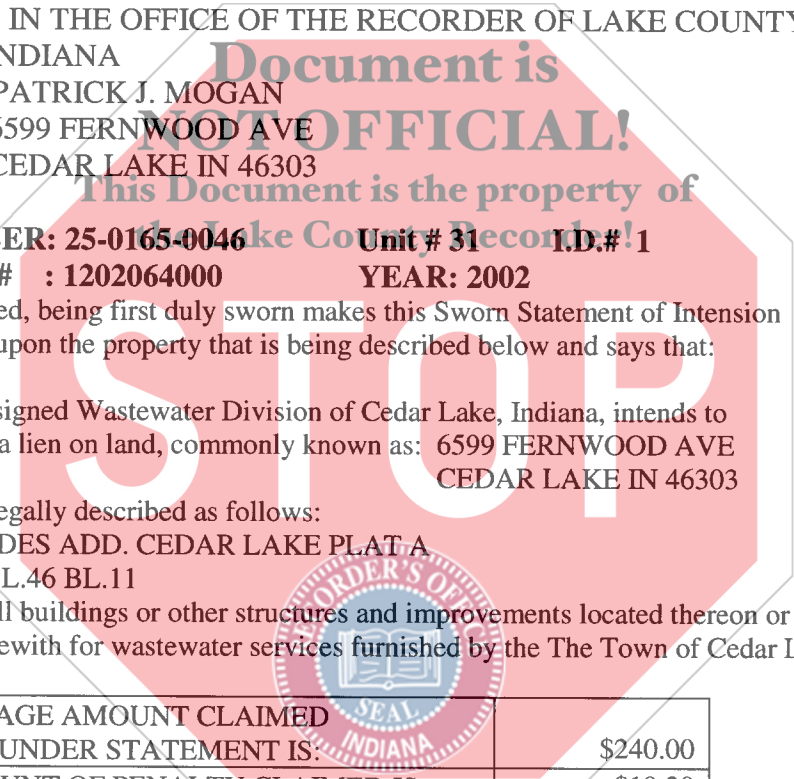 IN THE OFFICE OF THE RECORDER OF LAKE COUNTY
NDIANA
PATRICK J. MOGAN
6599 FERNWOOD AVE
CEDAR LAKE IN 46303
Document is
NOT OFFICIAL!
This Document is the property of
the Lake County Recorder!
ER: 25-0165-0046 Unit # 31 I.D.# 1
# : 1202064000 YEAR: 2002
ed, being first duly sworn makes this Sworn Statement of Intension
upon the property that is being described below and says that:
signed Wastewater Division of Cedar Lake, Indiana, intends to
a lien on land, commonly known as: 6599 FERNWOOD AVE
CEDAR LAKE IN 46303
egally described as follows:
DES ADD. CEDAR LAKE PLAT A
L.46 BL.11
ll buildings or other structures and improvements located thereon or
ewith for wastewater services furnished by the The Town of Cedar L
STOP
RECORDER'S OFFICE
SEAL
INDIANA
AGE AMOUNT CLAIMED
UNDER STATEMENT IS: $240.00